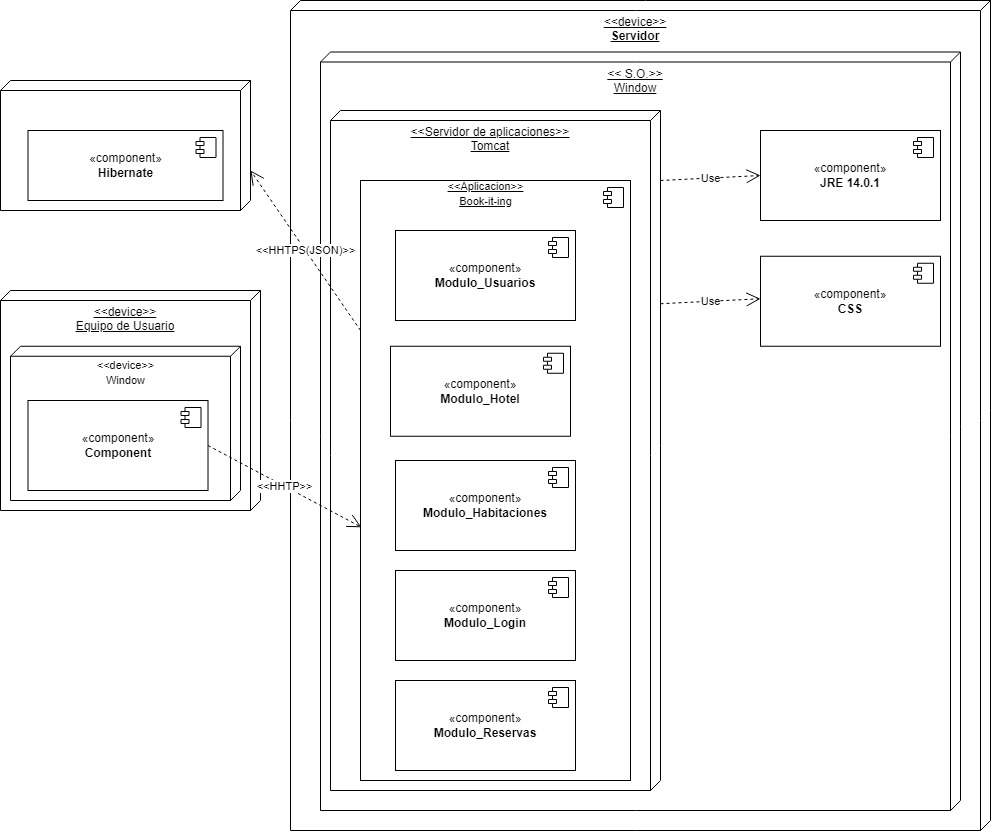 <<device>>
Servidor
<< S.O.>>
Window
<<Servidor de aplicaciones>>
Tomcat
<<Aplicacion>>
Book-it-ing
«component»
Modulo_Usuarios
«component»
Modulo_Hotel
«component»
Modulo_Habitaciones
«component»
Modulo_Login
«component»
Modulo_Reservas
Use
«component»
JRE 14.0.1
Use
«component»
CSS
«component»
Hibernate
<<HHTPS(JSON)>>
<<device>>
Equipo de Usuario
<<device>>
Window
«component»
Component
<<HHTP>>